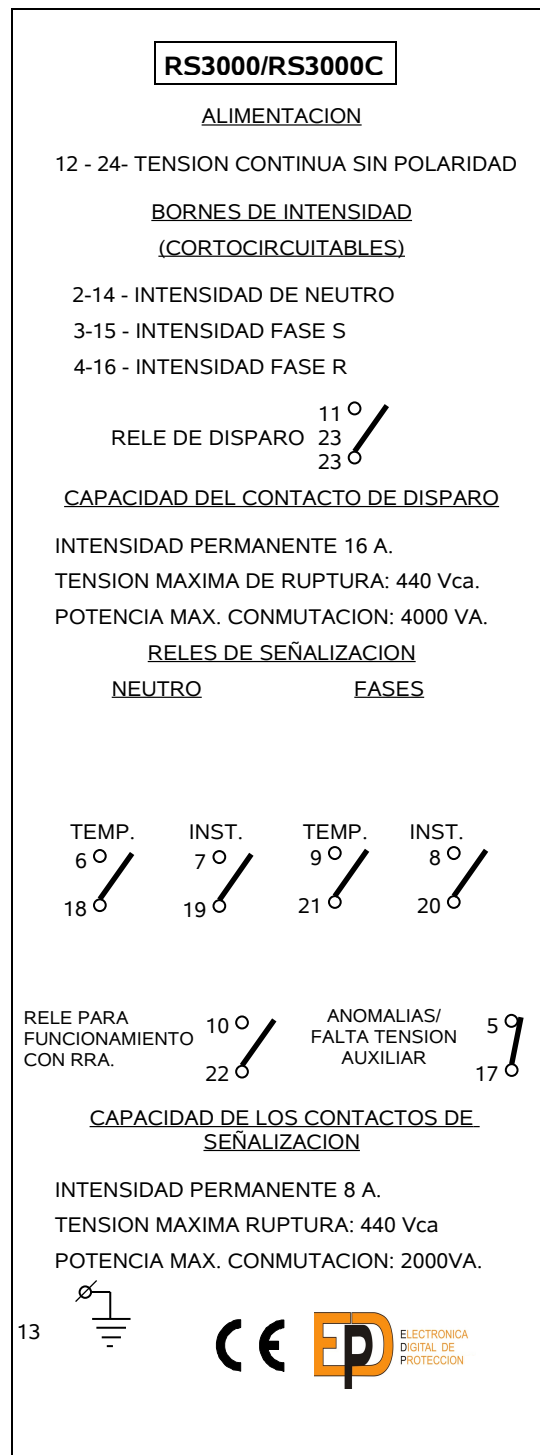 RS3000/RS3000C
ALIMENTACION
12 - 24- TENSION CONTINUA SIN POLARIDAD
BORNES DE INTENSIDAD
(CORTOCIRCUITABLES)
2-14 - INTENSIDAD DE NEUTRO
3-15 - INTENSIDAD FASE S
4-16 - INTENSIDAD FASE R
11
RELE DE DISPARO 23
23
CAPACIDAD DEL CONTACTO DE DISPARO
INTENSIDAD PERMANENTE 16 A.
TENSION MAXIMA DE RUPTURA: 440 Vca.
POTENCIA MAX. CONMUTACION: 4000 VA.
RELES DE SEÑALIZACION
NEUTRO FASES
TEMP. INST. TEMP. INST.
6 7 9 8
18 19 21 20
RELE PARA
FUNCIONAMIENTO
CON RRA.
10
22
ANOMALIAS/
FALTA TENSION
AUXILIAR
5
17
CAPACIDAD DE LOS CONTACTOS DE
SEÑALIZACION
INTENSIDAD PERMANENTE 8 A.
TENSION MAXIMA RUPTURA: 440 Vca
POTENCIA MAX. CONMUTACION: 2000VA.
13
CE
EPD
ELECTRONICA
DIGITAL DE
PROTECCION